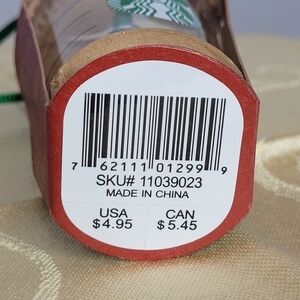 7 62111 01299 9
SKU# 11039023
MADE IN CHINA
USA CAN
$4.95 $5.45